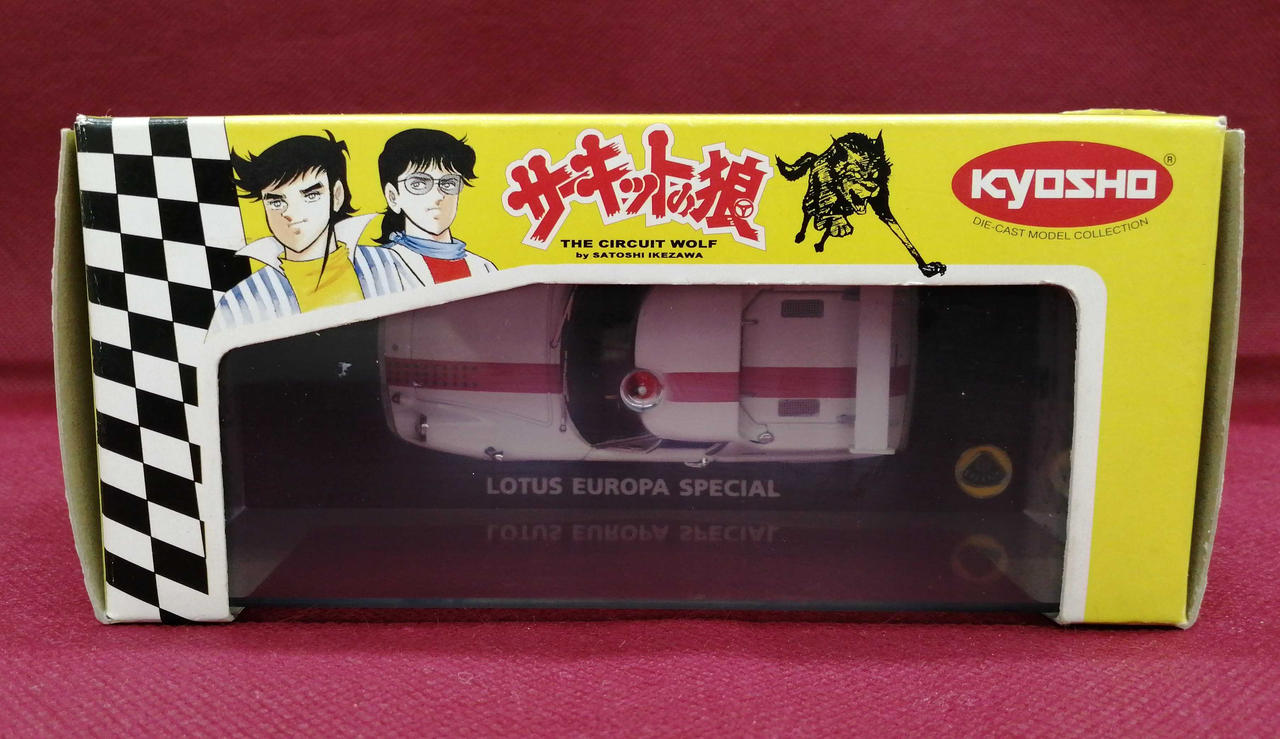 サーキットの狼
THE CIRCUIT WOLF
by SATOSHI IKEZAWA
KYOSHO ®
DIE-CAST MODEL COLLECTION
LOTUS EUROPA SPECIAL